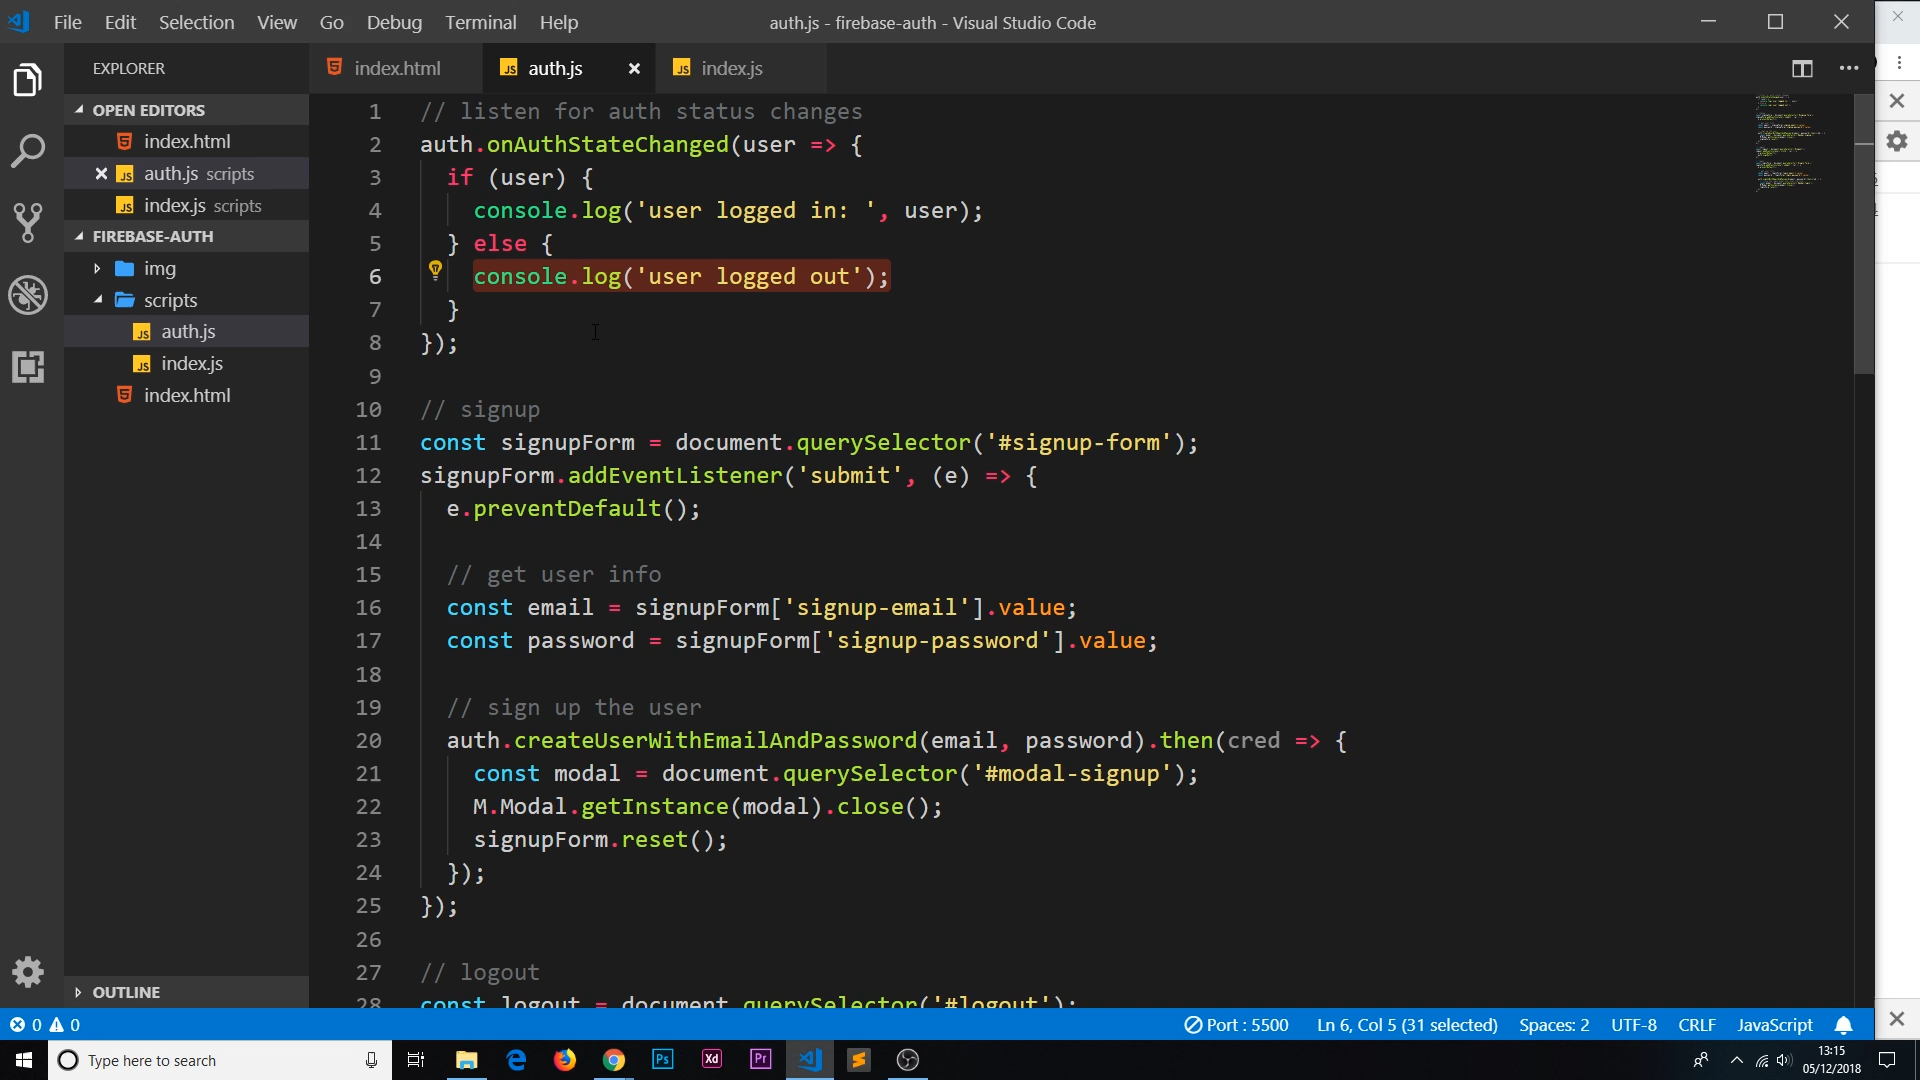 File Edit Selection View Go Debug Terminal Help
auth.js - firebase-auth - Visual Studio Code
EXPLORER
OPEN EDITORS
index.html
auth.js scripts
index.js scripts
FIREBASE-AUTH
img
scripts
auth.js
index.js
index.html
OUTLINE
index.html
JS auth.js
JS index.js
1 // listen for auth status changes
2 auth.onAuthStateChanged(user => {
3 if (user) {
4 console.log('user logged in: ', user);
5 } else {
6 console.log('user logged out');
7 }
8 });
9
10 // signup
11 const signupForm = document.querySelector('#signup-form');
12 signupForm.addEventListener('submit', (e) => {
13 e.preventDefault();
14
15 // get user info
16 const email = signupForm['signup-email'].value;
17 const password = signupForm['signup-password'].value;
18
19 // sign up the user
20 auth.createUserWithEmailAndPassword(email, password).then(cred => {
21 const modal = document.querySelector('#modal-signup');
22 M.Modal.getInstance(modal).close();
23 signupForm.reset();
24 });
25 });
26
27 // logout
28 const logout = document.querySelector('#logout');
0 0
Port : 5500 Ln 6, Col 5 (31 selected) Spaces: 2 UTF-8 CRLF JavaScript
Type here to search
Ps Xd Pr
13:15
05/12/2018